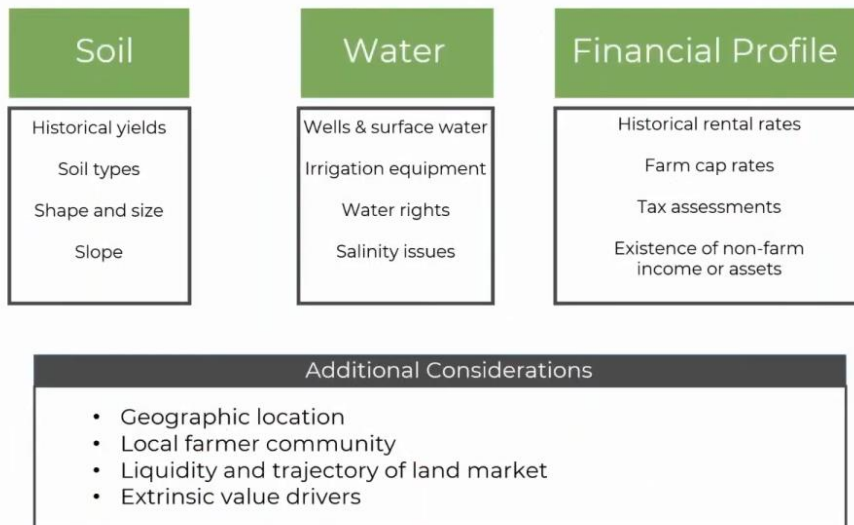 Soil
Historical yields
Soil types
Shape and size
Slope
Water
Wells & surface water
Irrigation equipment
Water rights
Salinity issues
Financial Profile
Historical rental rates
Farm cap rates
Tax assessments
Existence of non-farm
income or assets
Additional Considerations
• Geographic location
• Local farmer community
• Liquidity and trajectory of land market
• Extrinsic value drivers